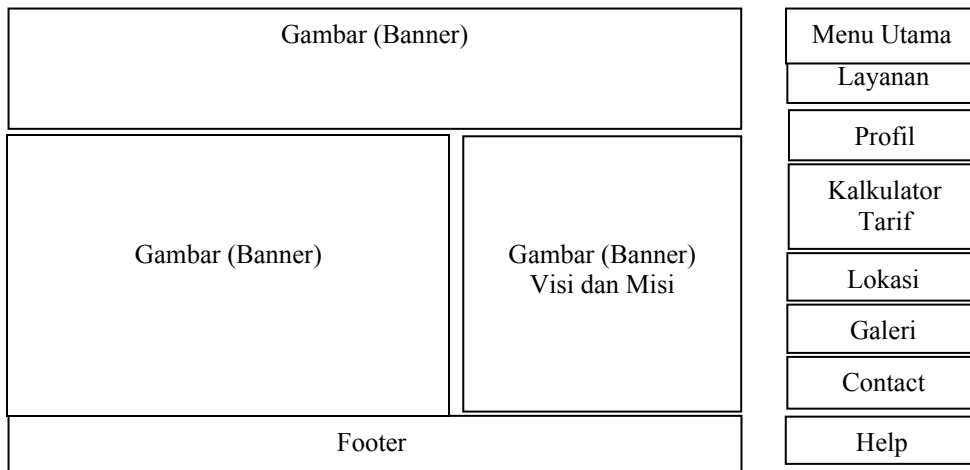 Gambar (Banner)
Gambar (Banner)
Gambar (Banner)
Visi dan Misi
Footer
Menu Utama
Layanan
Profil
Kalkulator
Tarif
Lokasi
Galeri
Contact
Help